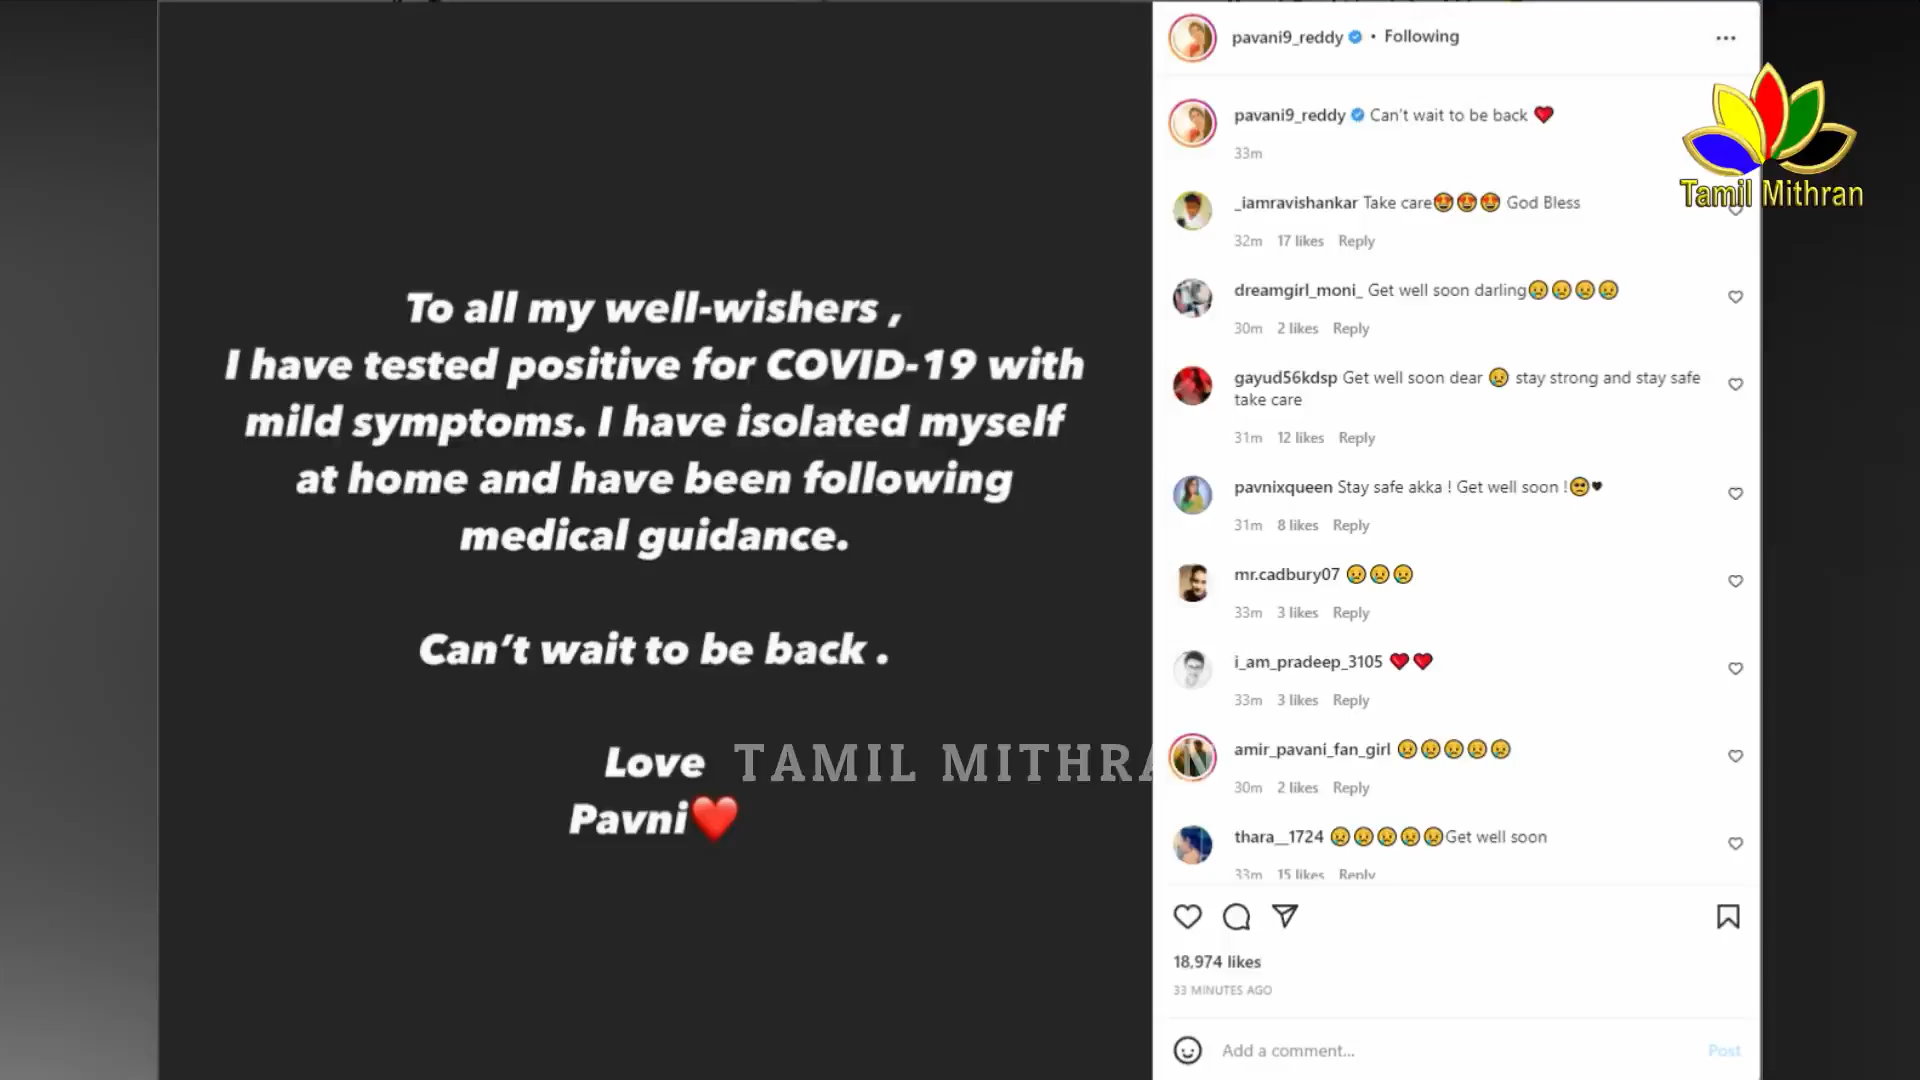 To all my well-wishers ,
I have tested positive for COVID-19 with
mild symptoms. I have isolated myself
at home and have been following
medical guidance.
Can't wait to be back .
Love
Pavni❤️
TAMIL MITHRAN
pavani9_reddy • Following
pavani9_reddy Can't wait to be back ❤️
33m
Tamil Mithran
_iamravishankar Take care😍😍😍 God Bless
32m 17 likes Reply
dreamgirl_moni_ Get well soon darling😢😢😢😢
30m 2 likes Reply
gayud56kdsp Get well soon dear 😢 stay strong and stay safe
take care
31m 12 likes Reply
pavnixqueen Stay safe akka ! Get well soon !🥺♥
31m 8 likes Reply
mr.cadbury07 😢😢😢
33m 3 likes Reply
i_am_pradeep_3105 ❤️❤️
33m 3 likes Reply
amir_pavani_fan_girl 😢😢😢😢😢
30m 2 likes Reply
thara__1724 😢😢😢😢😢Get well soon
33m 15 likes Reply
18,974 likes
33 MINUTES AGO
Add a comment...
Post